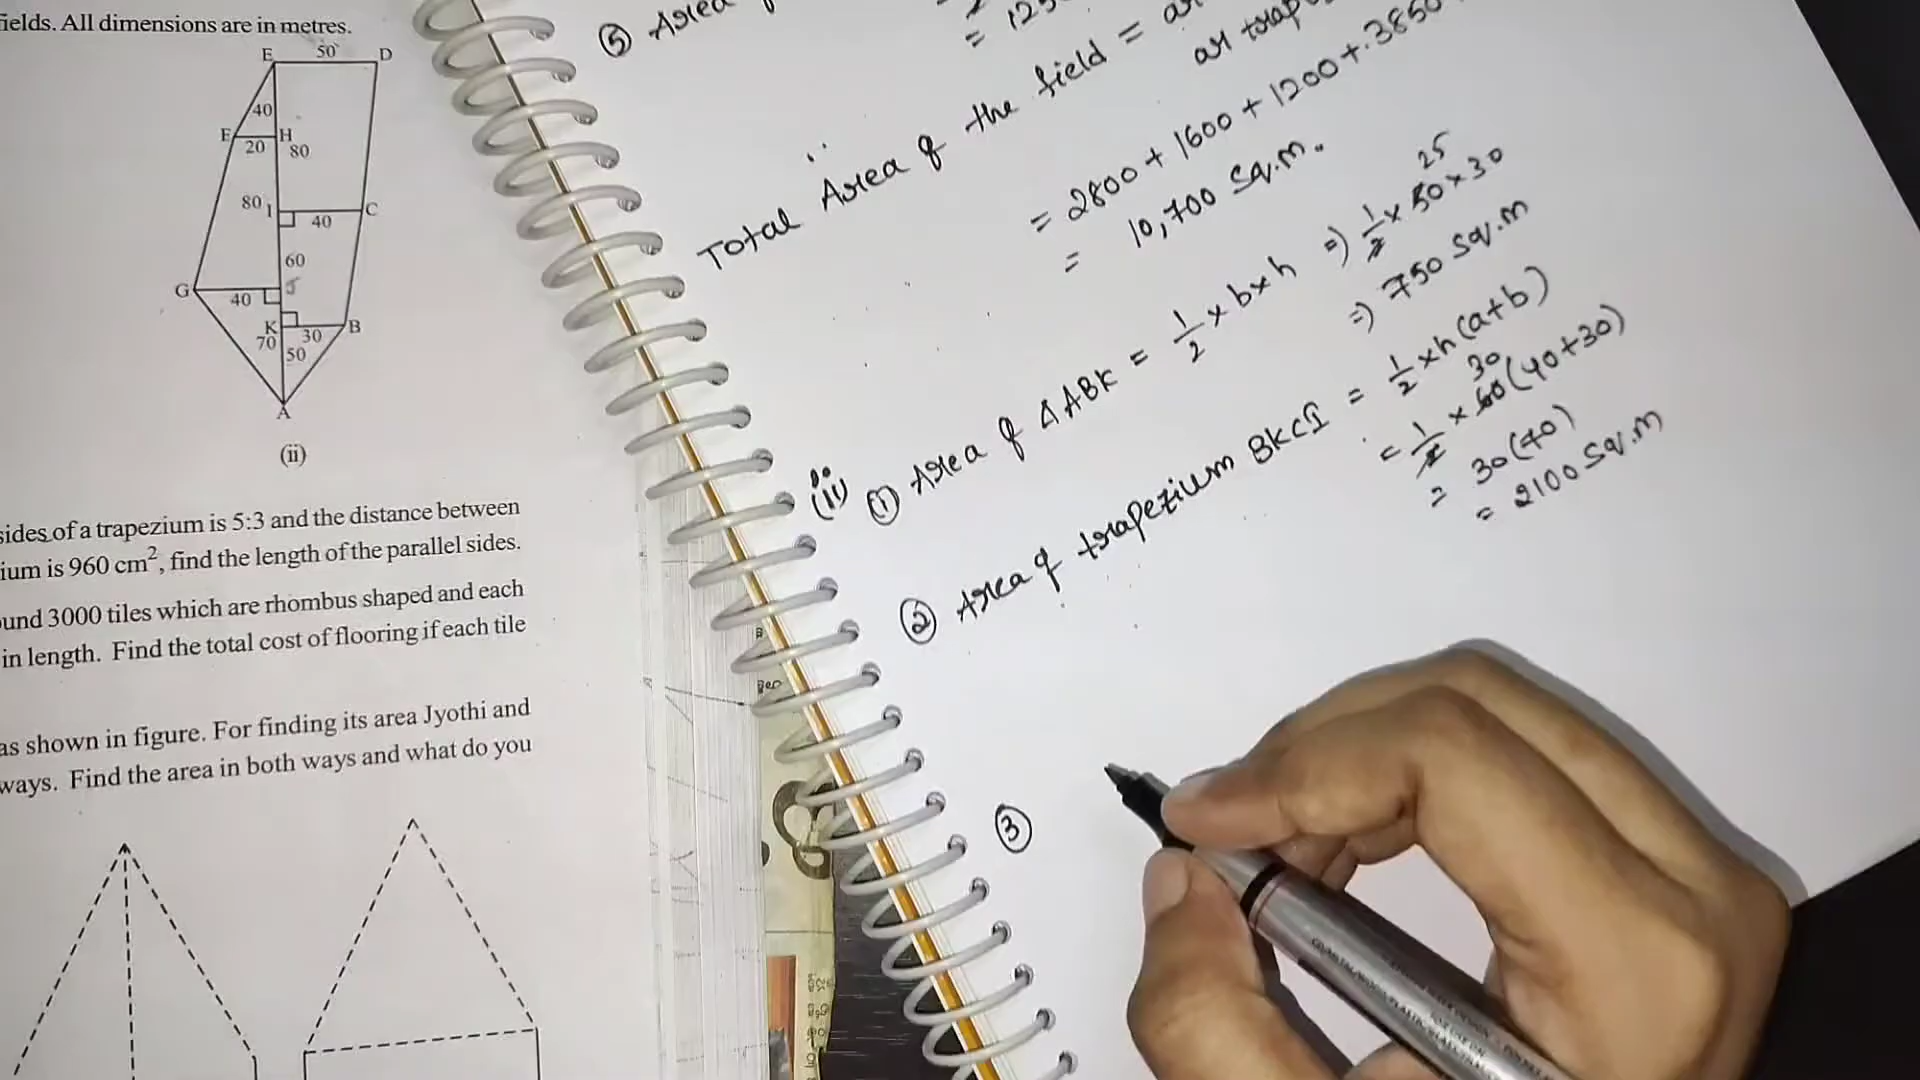 ields. All dimensions are in metres.
E 50 D
40
F H
20 80
80 I 40 C
60
G 40 J
K 30 B
70 50
A
(ii)
sides of a trapezium is 5:3 and the distance between
ium is 960 cm², find the length of the parallel sides.
und 3000 tiles which are rhombus shaped and each
in length. Find the total cost of flooring if each tile
as shown in figure. For finding its area Jyothi and
ways. Find the area in both ways and what do you
⑤ Area
= 125
∴ Total Area of the field = ar
ar trap
= 2800 + 1600 + 1200 + 3850
= 10,700 Sq.m.
(ii) ① Area of ΔABK = 1/2 × b × h ⇒ 1/2 × 50 × 30
25
⇒ 750 Sq.m
② Area of trapezium BKCI = 1/2 × h (a+b)
= 1/2 × 60 (40+30)
30
= 30(70)
= 2100 Sq.m
③